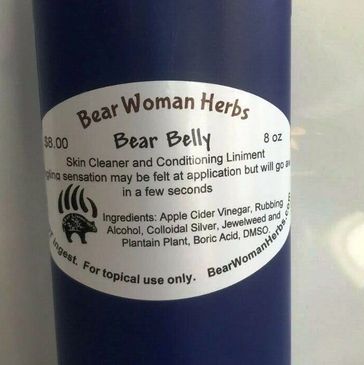 Bear Woman Herbs
$8.00 Bear Belly 8 oz
Skin Cleaner and Conditioning Liniment
sensation may be felt at application but will go
in a few seconds
Ingredients: Apple Cider Vinegar, Rubbing
Alcohol, Colloidal Silver, Jewelweed and
Plantain Plant, Boric Acid, DMSO.
ingest. For topical use only. BearWomanHerbs.com